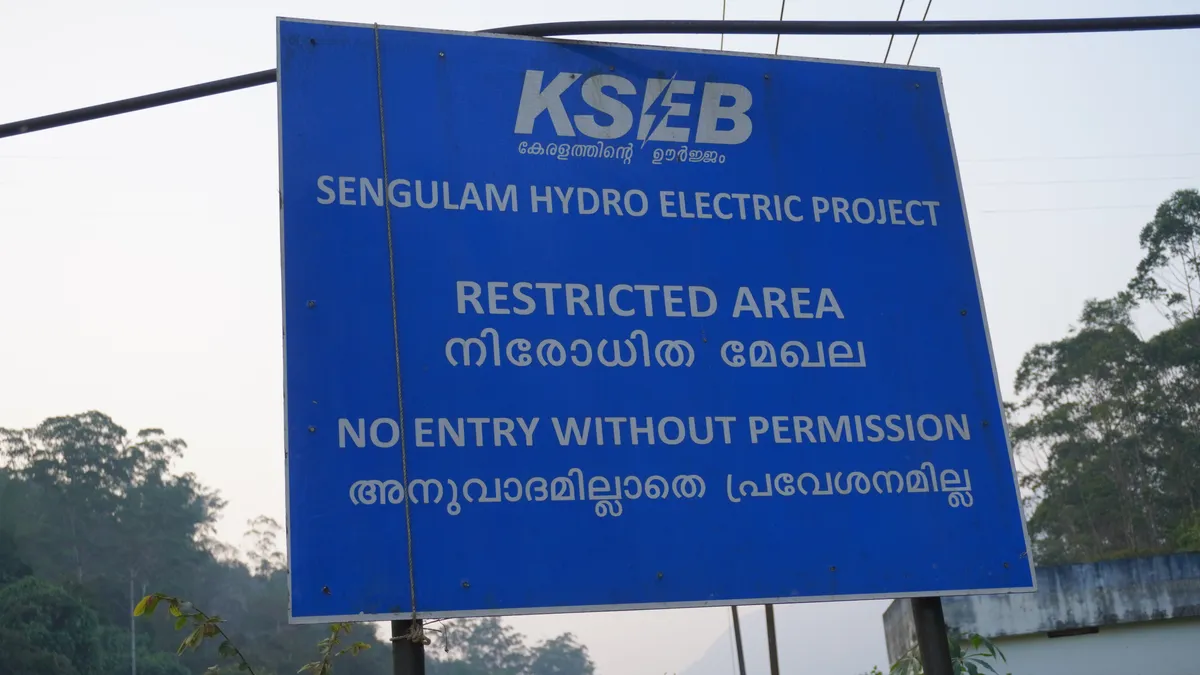 KSEB
കേരളത്തിന്റെ ഊർജ്ജം
SENGULAM HYDRO ELECTRIC PROJECT
RESTRICTED AREA
നിരോധിത മേഖല
NO ENTRY WITHOUT PERMISSION
അനുവാദമില്ലാതെ പ്രവേശനമില്ല